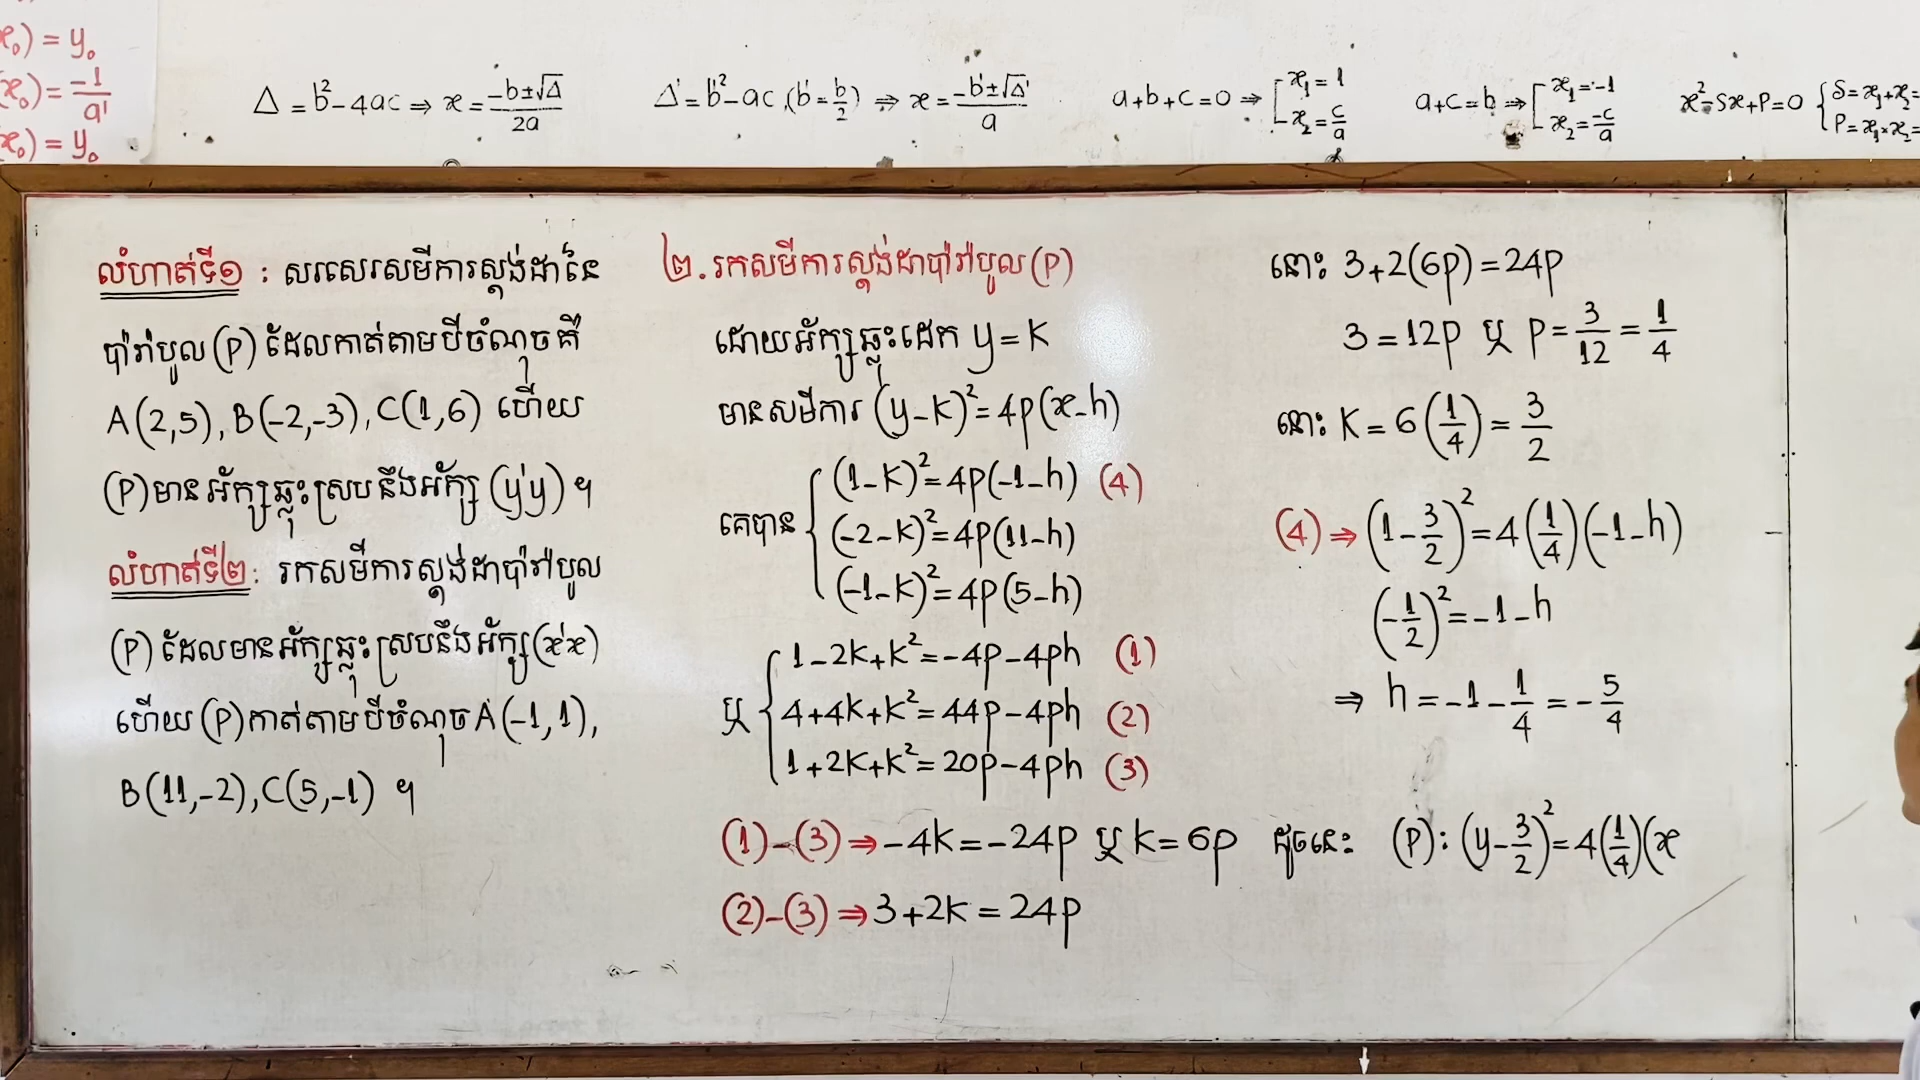 x₀) = y₀
(x₀) = -1/a'
(x₀) = y₀
Δ = b² - 4ac ⇒ x = (-b±√Δ)/2a
Δ' = b'² - ac, (b' = b/2) ⇒ x = (-b'±√Δ')/a
a+b+c=0 ⇒ [ x₁ = 1
x₂ = c/a
a+c=b ⇒ [ x₁ = -1
x₂ = -c/a
x² - Sx + P = 0 { S = x₁+x₂ =
P = x₁×x₂ =
លំហាត់ទី១ : សរសេរសមីការស្តង់ដានៃ
ប៉ារ៉ាបូល (P) ដែលកាត់តាមបីចំណុចគឺ
A(2,5), B(-2,-3), C(1,6) ហើយ
(P) មានអ័ក្សឆ្លុះស្របនឹងអ័ក្ស (y'y) ។
លំហាត់ទី២ : រកសមីការស្តង់ដាប៉ារ៉ាបូល
(P) ដែលមានអ័ក្សឆ្លុះស្របនឹងអ័ក្ស (x'x)
ហើយ (P) កាត់តាមបីចំណុច A(-1,1),
B(11,-2), C(5,-1) ។
២. រកសមីការស្តង់ដាប៉ារ៉ាបូល (P)
ដោយអ័ក្សឆ្លុះដេក y = k
មានសមីការ (y-k)² = 4p(x-h)
គេបាន { (1-k)² = 4p(-1-h) (4)
(-2-k)² = 4p(11-h)
(-1-k)² = 4p(5-h)
ឬ { 1-2k+k² = -4p-4ph (1)
4+4k+k² = 44p-4ph (2)
1+2k+k² = 20p-4ph (3)
(1)-(3) ⇒ -4k = -24p ឬ k = 6p
(2)-(3) ⇒ 3+2k = 24p
នោះ 3+2(6p) = 24p
3 = 12p ឬ p = 3/12 = 1/4
នោះ k = 6(1/4) = 3/2
(4) ⇒ (1 - 3/2)² = 4(1/4)(-1-h)
(-1/2)² = -1-h
⇒ h = -1 - 1/4 = -5/4
ដូចនេះ (P): (y - 3/2)² = 4(1/4)(x